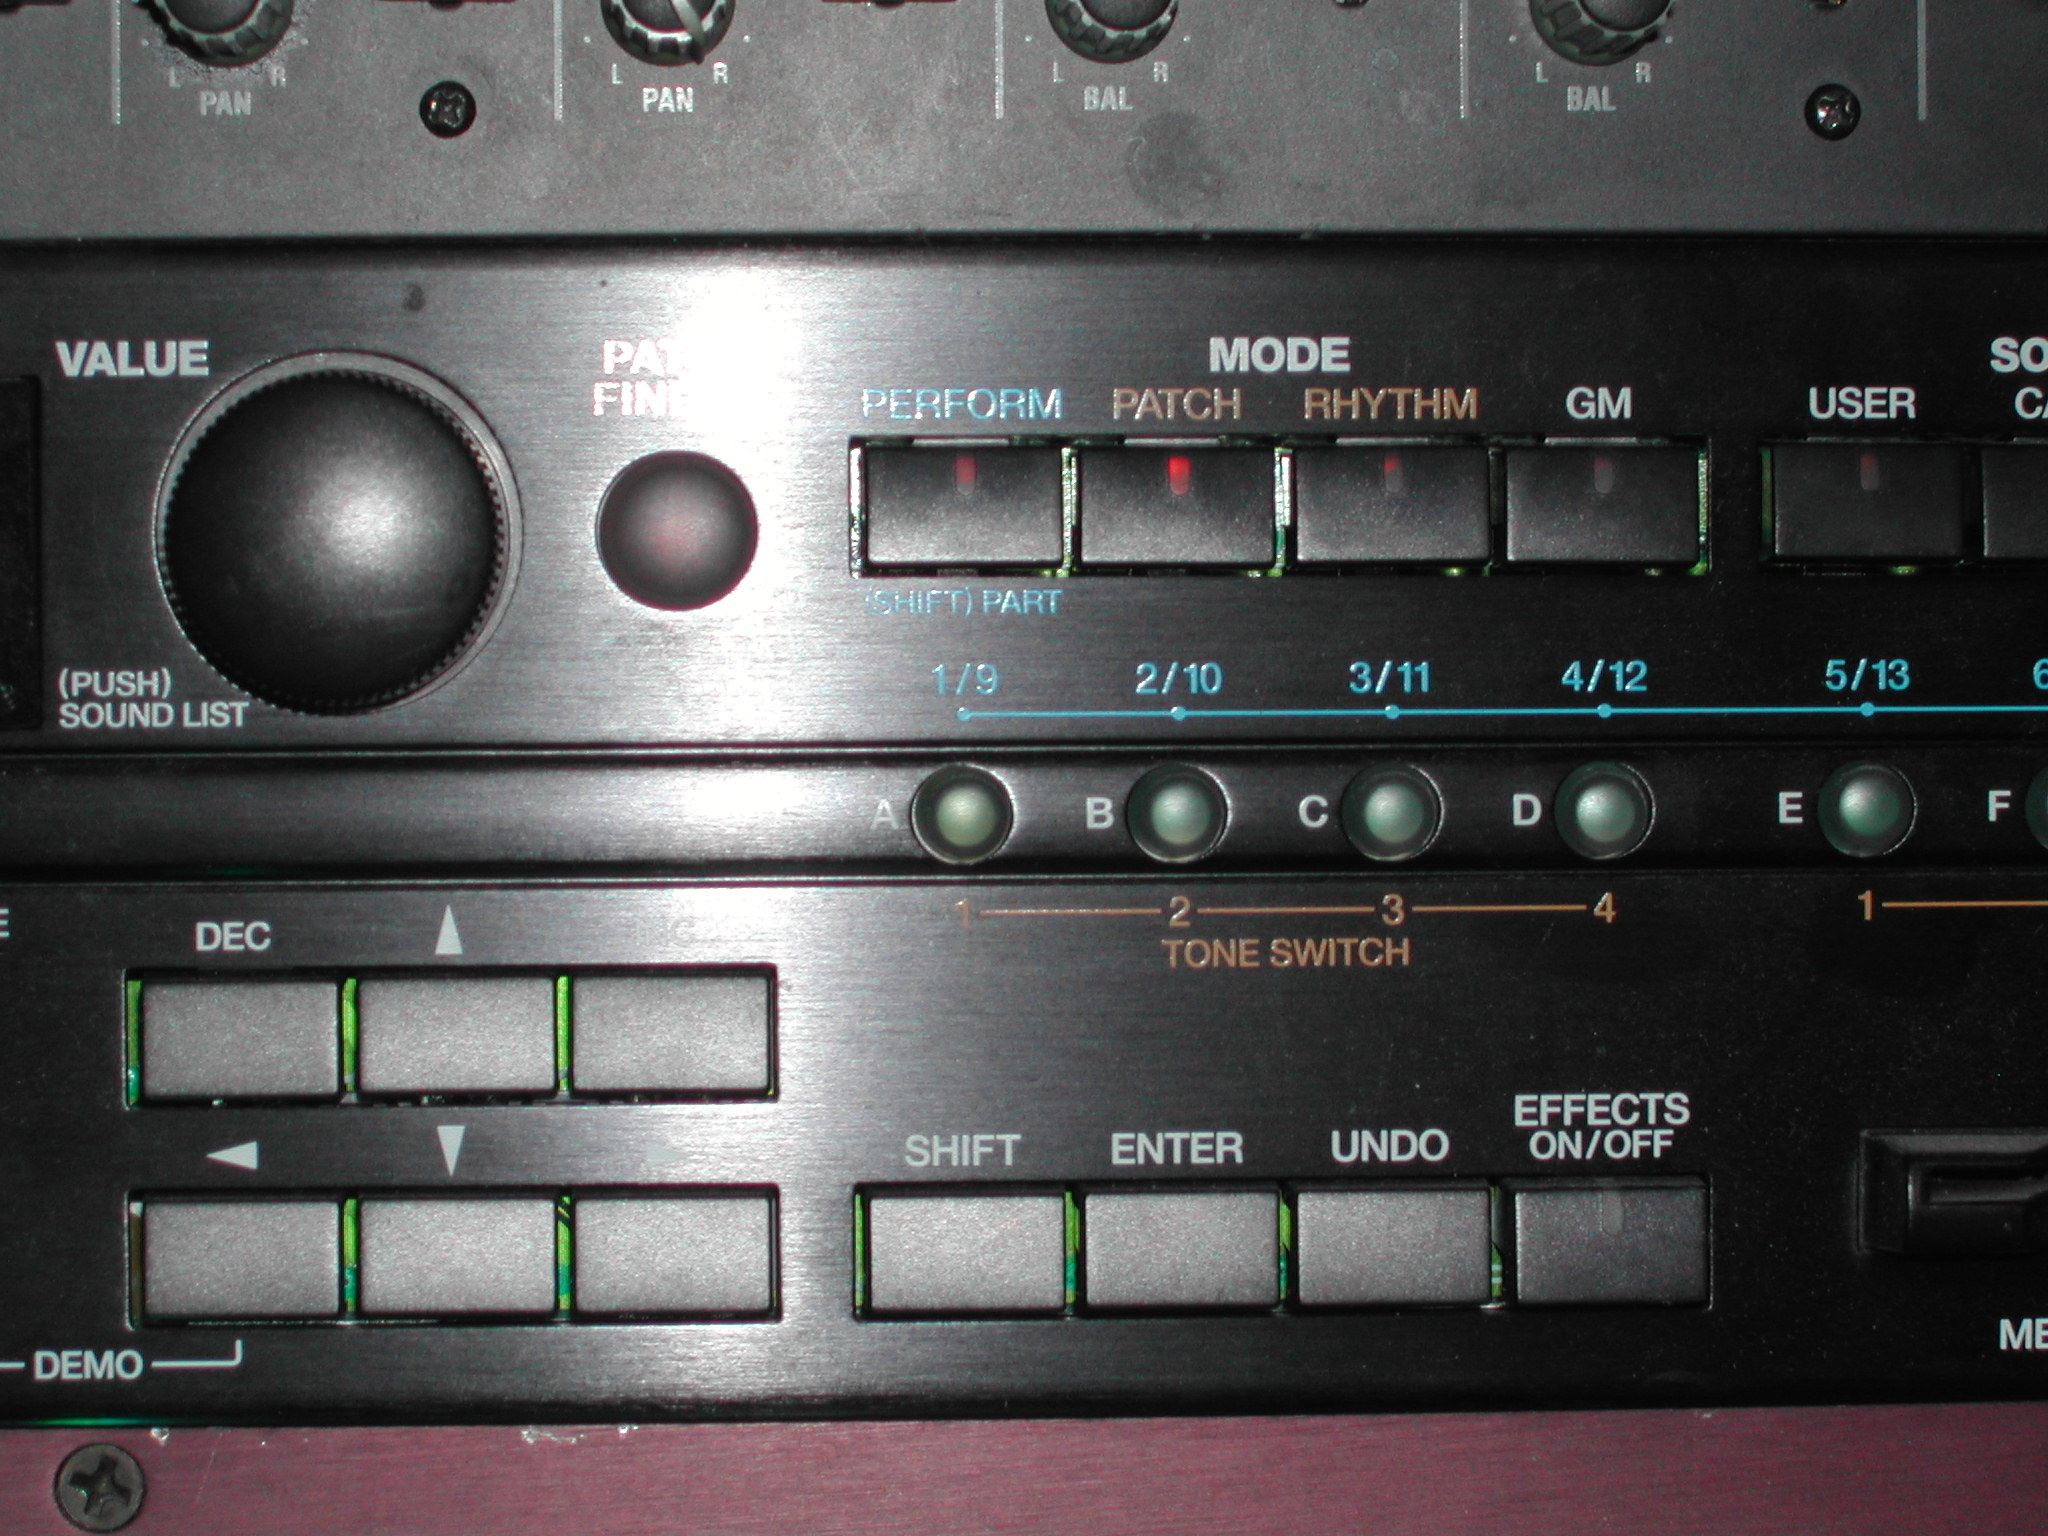 L R L R L R L R
PAN PAN BAL BAL
VALUE
MODE
PERFORM PATCH RHYTHM GM USER
(SHIFT) PART
(PUSH)
SOUND LIST
1/9 2/10 3/11 4/12 5/13
A B C D E F
1 2 3 4 1
TONE SWITCH
DEC
EFFECTS
SHIFT ENTER UNDO ON/OFF
DEMO